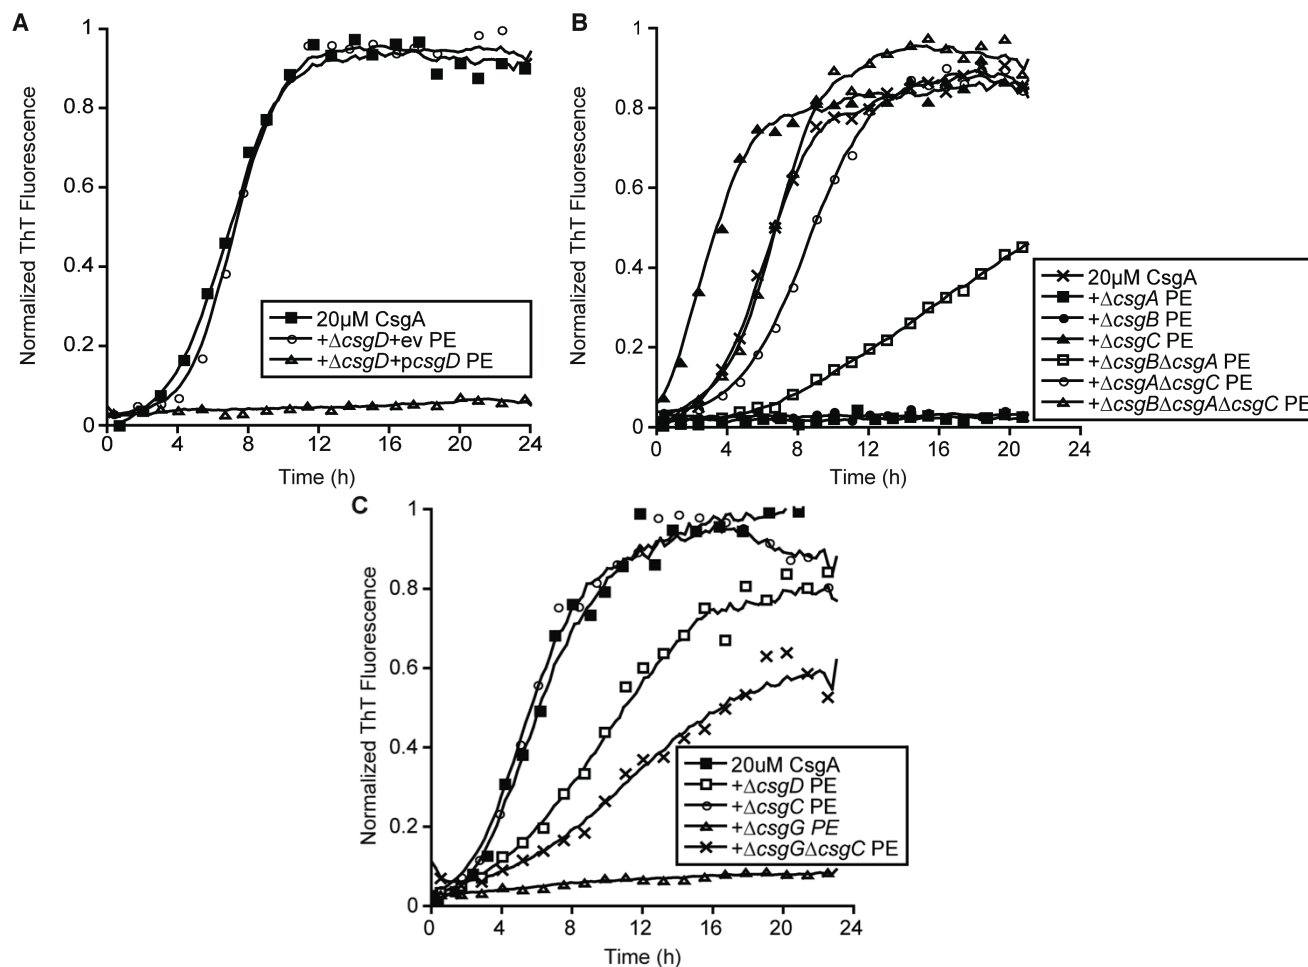 A
1
0.8
0.6
0.4
0.2
0
Normalized ThT Fluorescence
0 4 8 12 16 20 24
Time (h)
20µM CsgA
+ΔcsgD+ev PE
+ΔcsgD+pcsgD PE
B
1
0.8
0.6
0.4
0.2
0
Normalized ThT Fluorescence
0 4 8 12 16 20 24
Time (h)
20µM CsgA
+ΔcsgA PE
+ΔcsgB PE
+ΔcsgC PE
+ΔcsgBΔcsgA PE
+ΔcsgAΔcsgC PE
+ΔcsgBΔcsgAΔcsgC PE
C
1
0.8
0.6
0.4
0.2
0
Normalized ThT Fluorescence
0 4 8 12 16 20 24
Time (h)
20uM CsgA
+ΔcsgD PE
+ΔcsgC PE
+ΔcsgG PE
+ΔcsgGΔcsgC PE